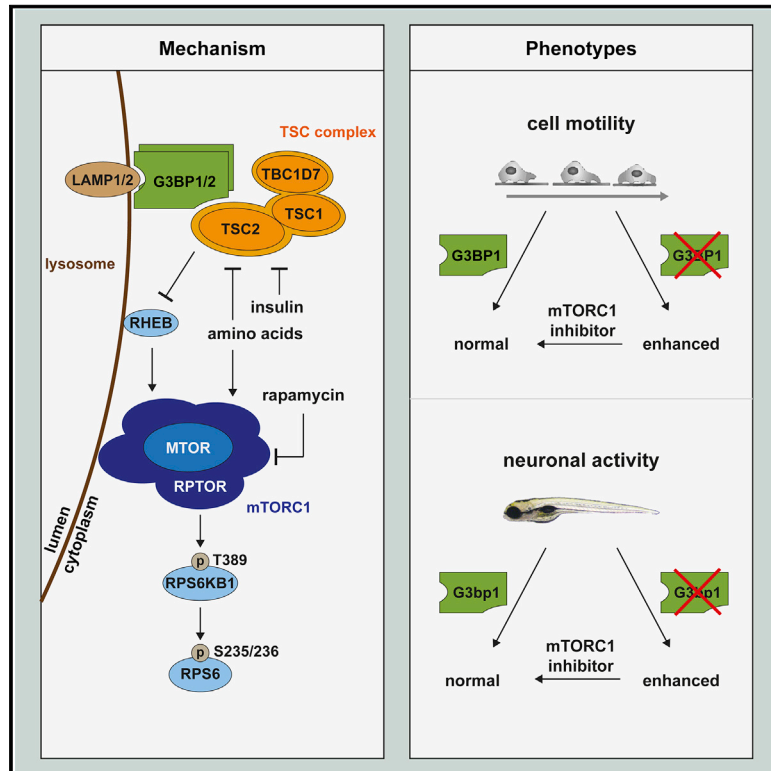 Mechanism
TSC complex
LAMP1/2
G3BP1/2
TBC1D7
TSC1
TSC2
lysosome
insulin
RHEB
amino acids
rapamycin
MTOR
RPTOR
mTORC1
lumen
cytoplasm
p
T389
RPS6KB1
p
S235/236
RPS6
Phenotypes
cell motility
G3BP1
G3BP1
mTORC1
inhibitor
normal
enhanced
neuronal activity
G3bp1
G3bp1
mTORC1
inhibitor
normal
enhanced